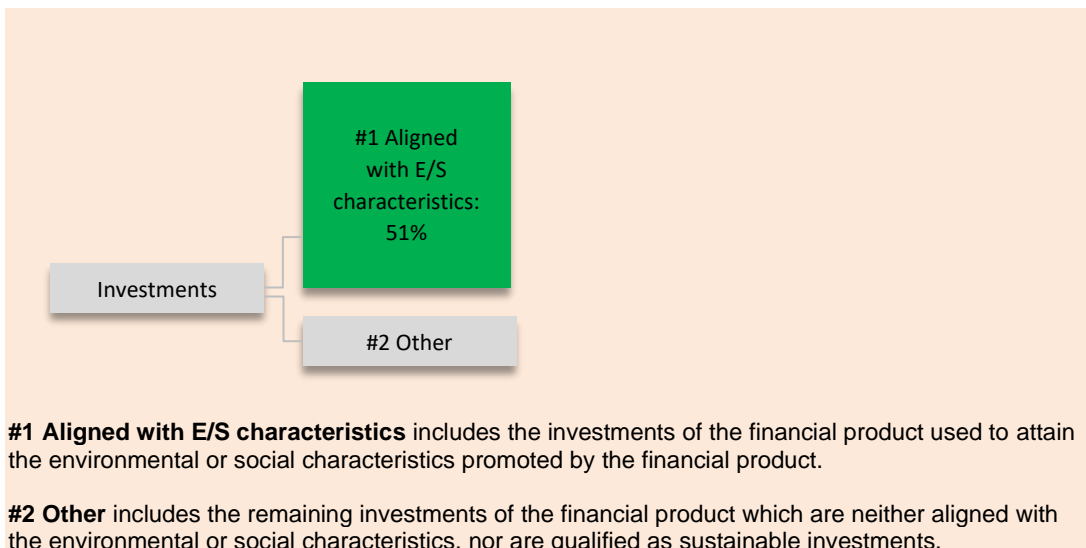 #1 Aligned
with E/S
characteristics:
51%
Investments
#2 Other
#1 Aligned with E/S characteristics includes the investments of the financial product used to attain
the environmental or social characteristics promoted by the financial product.
#2 Other includes the remaining investments of the financial product which are neither aligned with
the environmental or social characteristics, nor are qualified as sustainable investments.